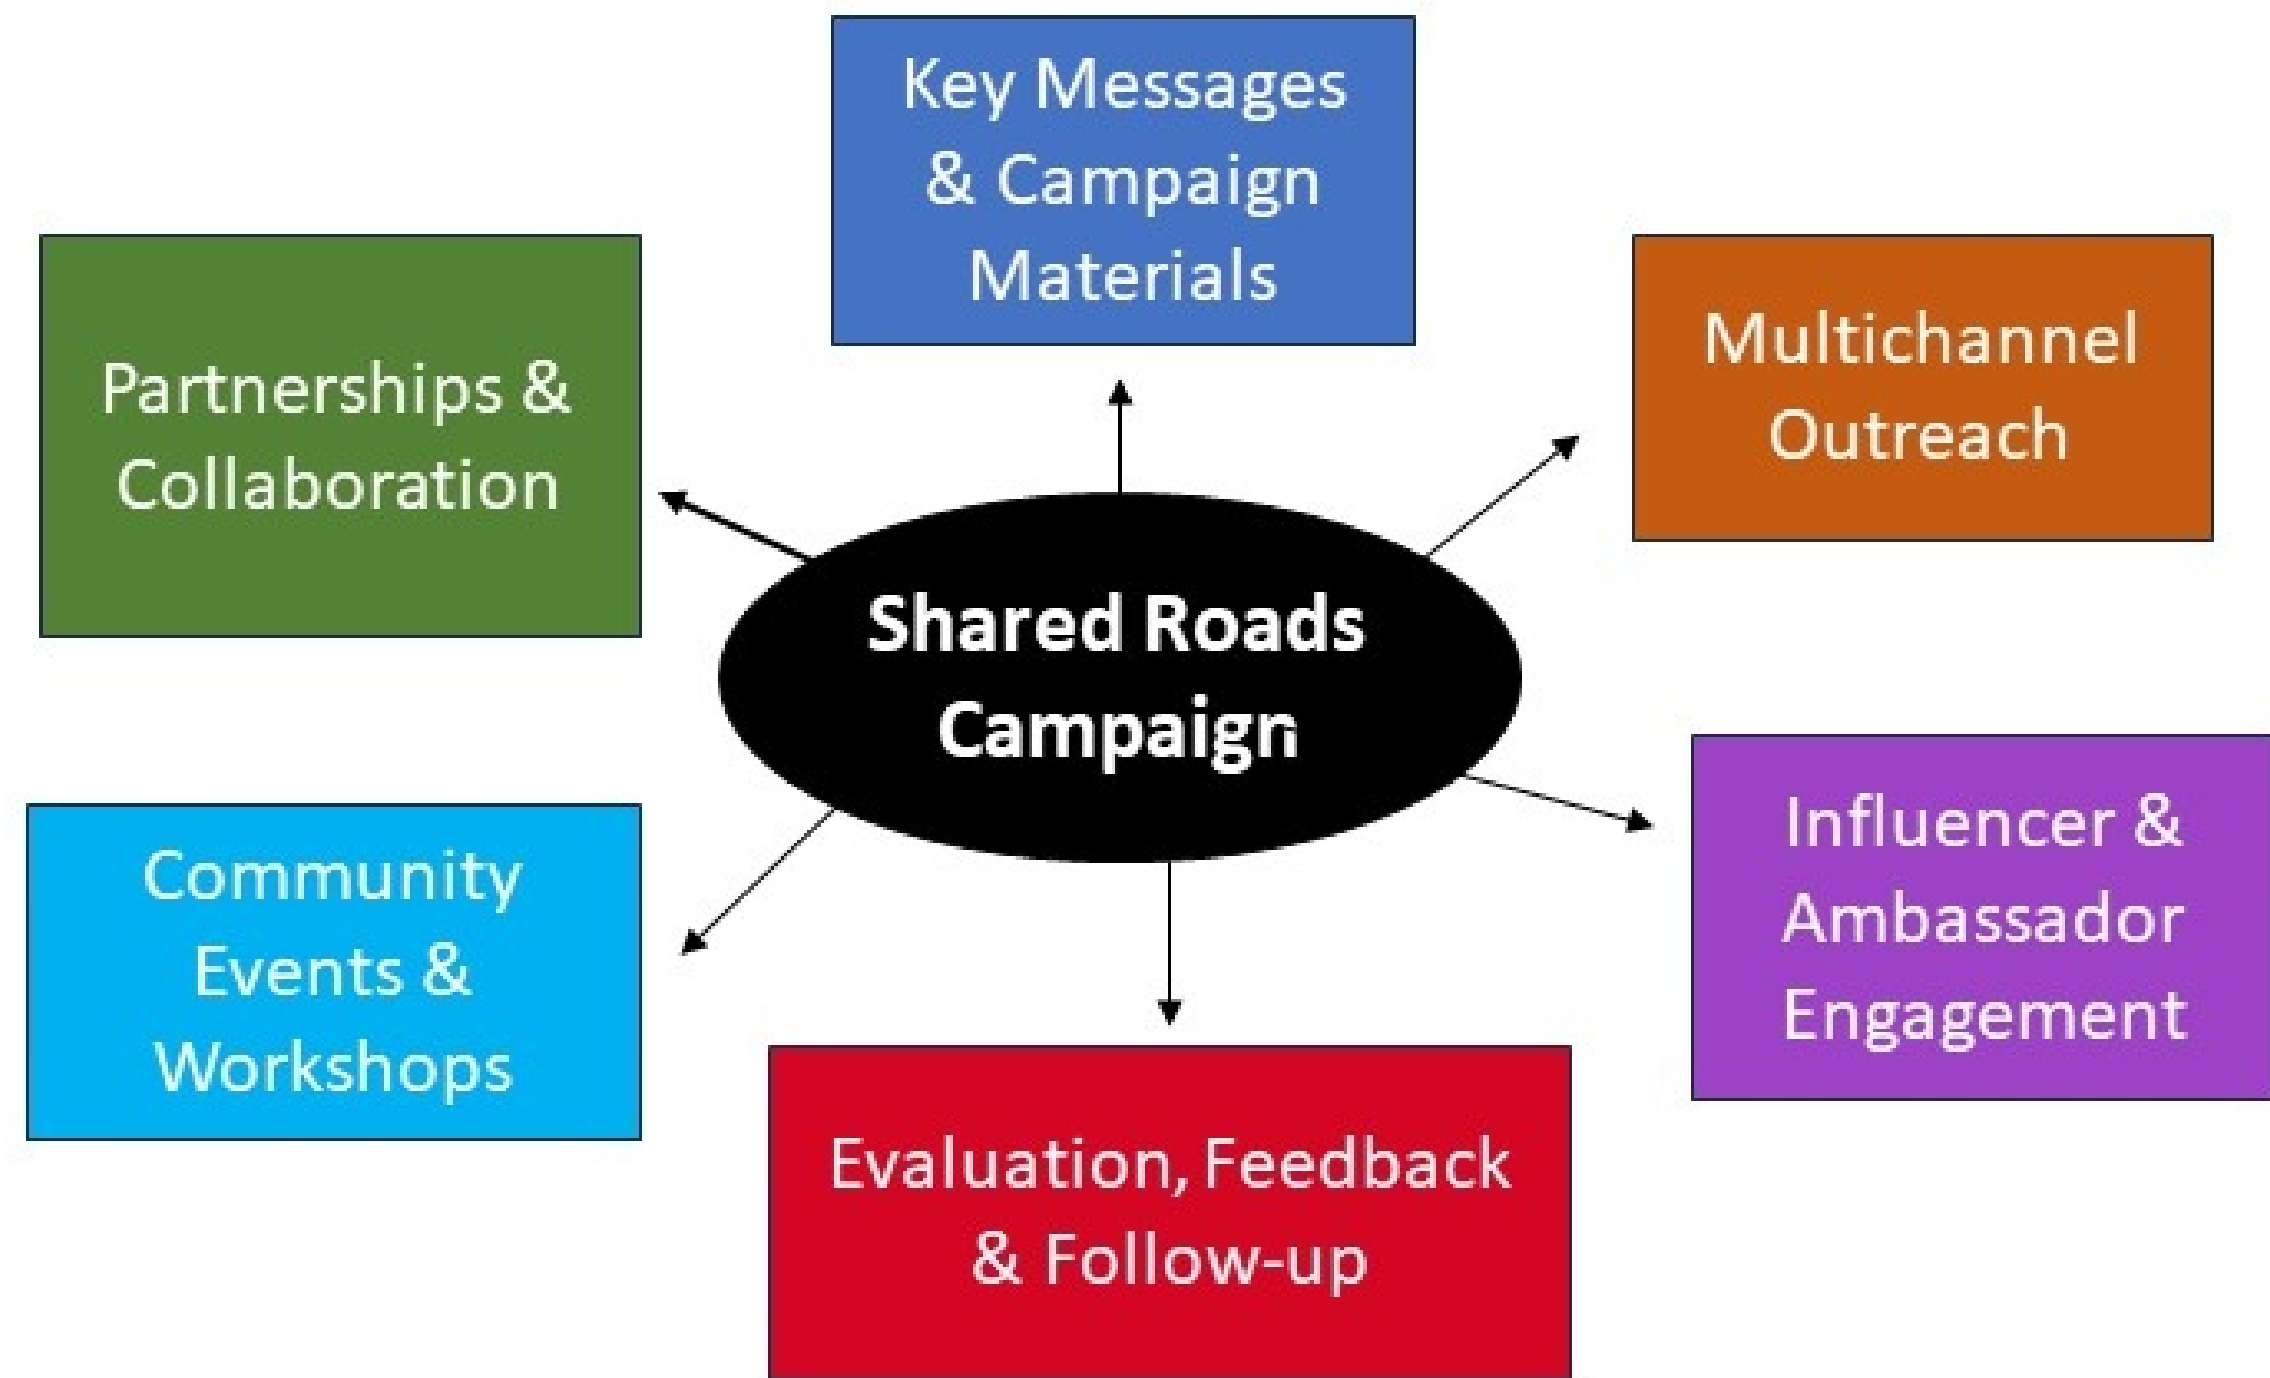 Key Messages
& Campaign
Materials
Partnerships &
Collaboration
Multichannel
Outreach
Shared Roads
Campaign
Community
Events &
Workshops
Influencer &
Ambassador
Engagement
Evaluation, Feedback
& Follow-up